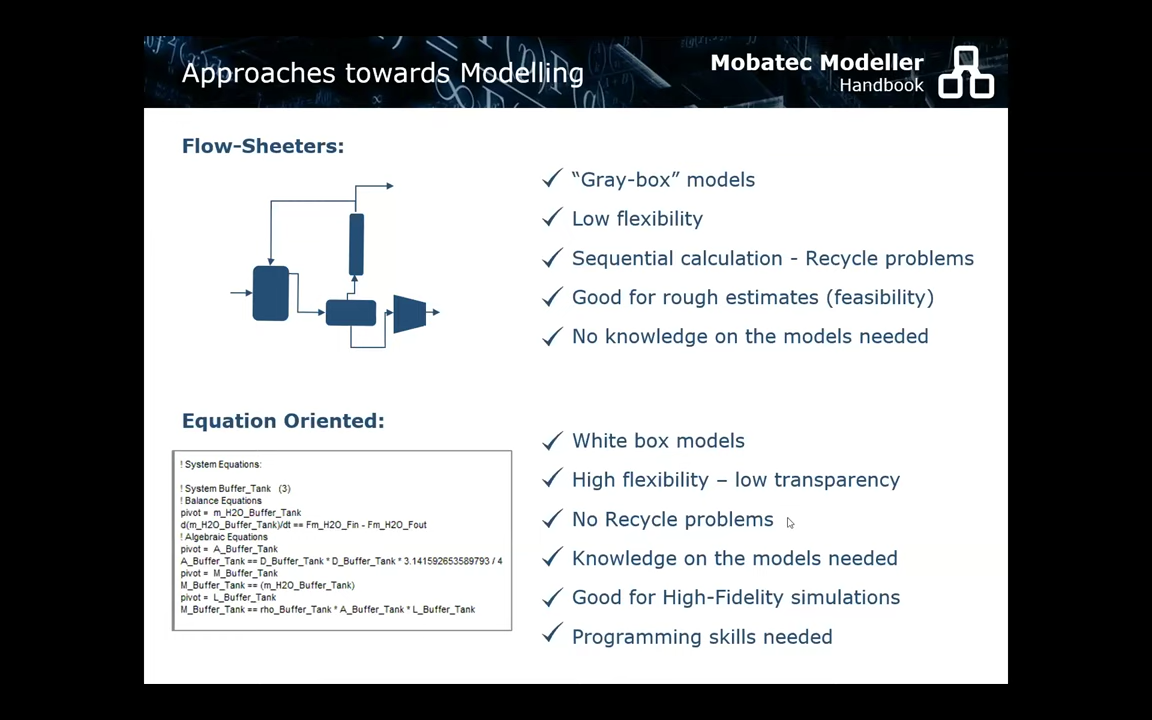 Approaches towards Modelling
Mobatec Modeller
Handbook
Flow-Sheeters:
“Gray-box” models
Low flexibility
Sequential calculation - Recycle problems
Good for rough estimates (feasibility)
No knowledge on the models needed
Equation Oriented:
! System Equations:
! System Buffer_Tank (3)
! Balance Equations
pivot = m_H2O_Buffer_Tank
d(m_H2O_Buffer_Tank)/dt == Fm_H2O_Fin - Fm_H2O_Fout
! Algebraic Equations
pivot = A_Buffer_Tank
A_Buffer_Tank == D_Buffer_Tank * D_Buffer_Tank * 3.141592653589793 / 4
pivot = M_Buffer_Tank
M_Buffer_Tank == (m_H2O_Buffer_Tank)
pivot = L_Buffer_Tank
M_Buffer_Tank == rho_Buffer_Tank * A_Buffer_Tank * L_Buffer_Tank
White box models
High flexibility – low transparency
No Recycle problems
Knowledge on the models needed
Good for High-Fidelity simulations
Programming skills needed